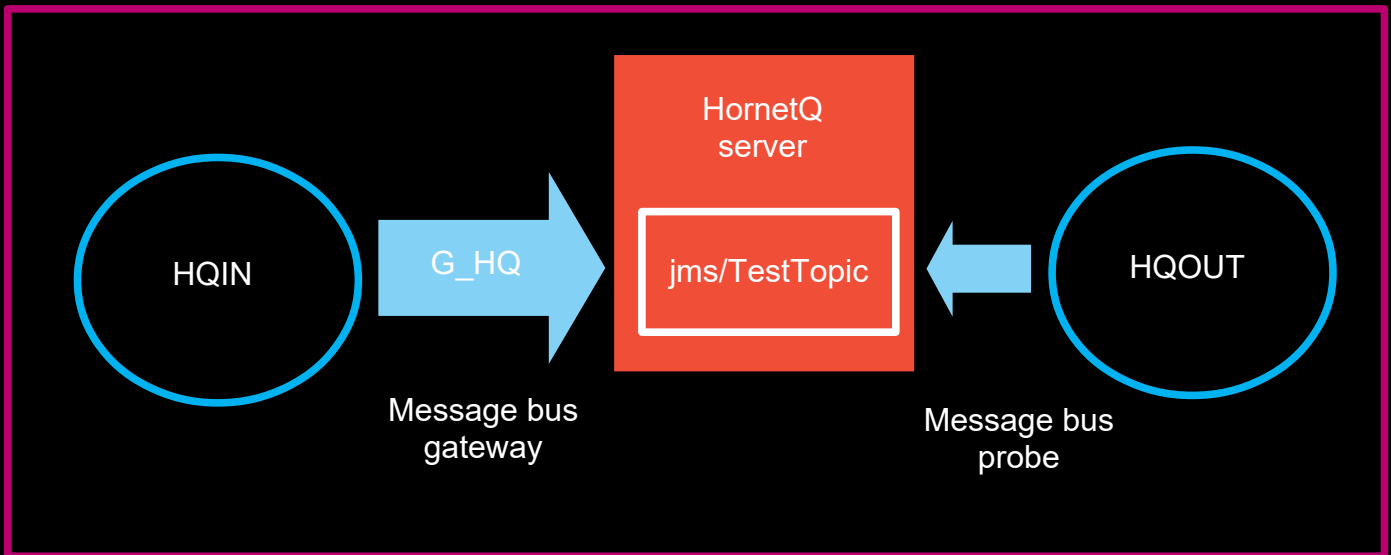 HornetQ
server
HQIN
G_HQ
jms/TestTopic
HQOUT
Message bus
gateway
Message bus
probe